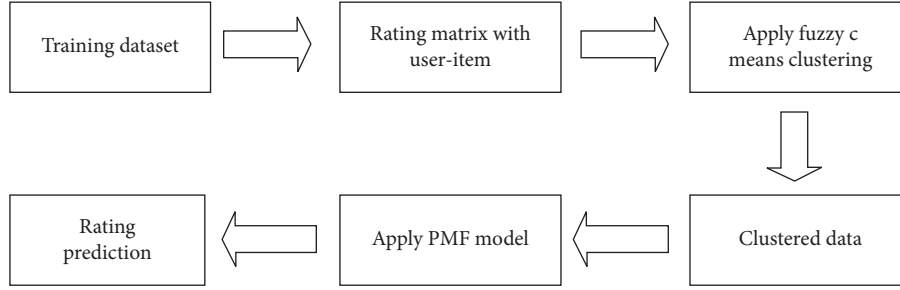 Training dataset
Rating matrix with
user-item
Apply fuzzy c
means clustering
Clustered data
Apply PMF model
Rating
prediction